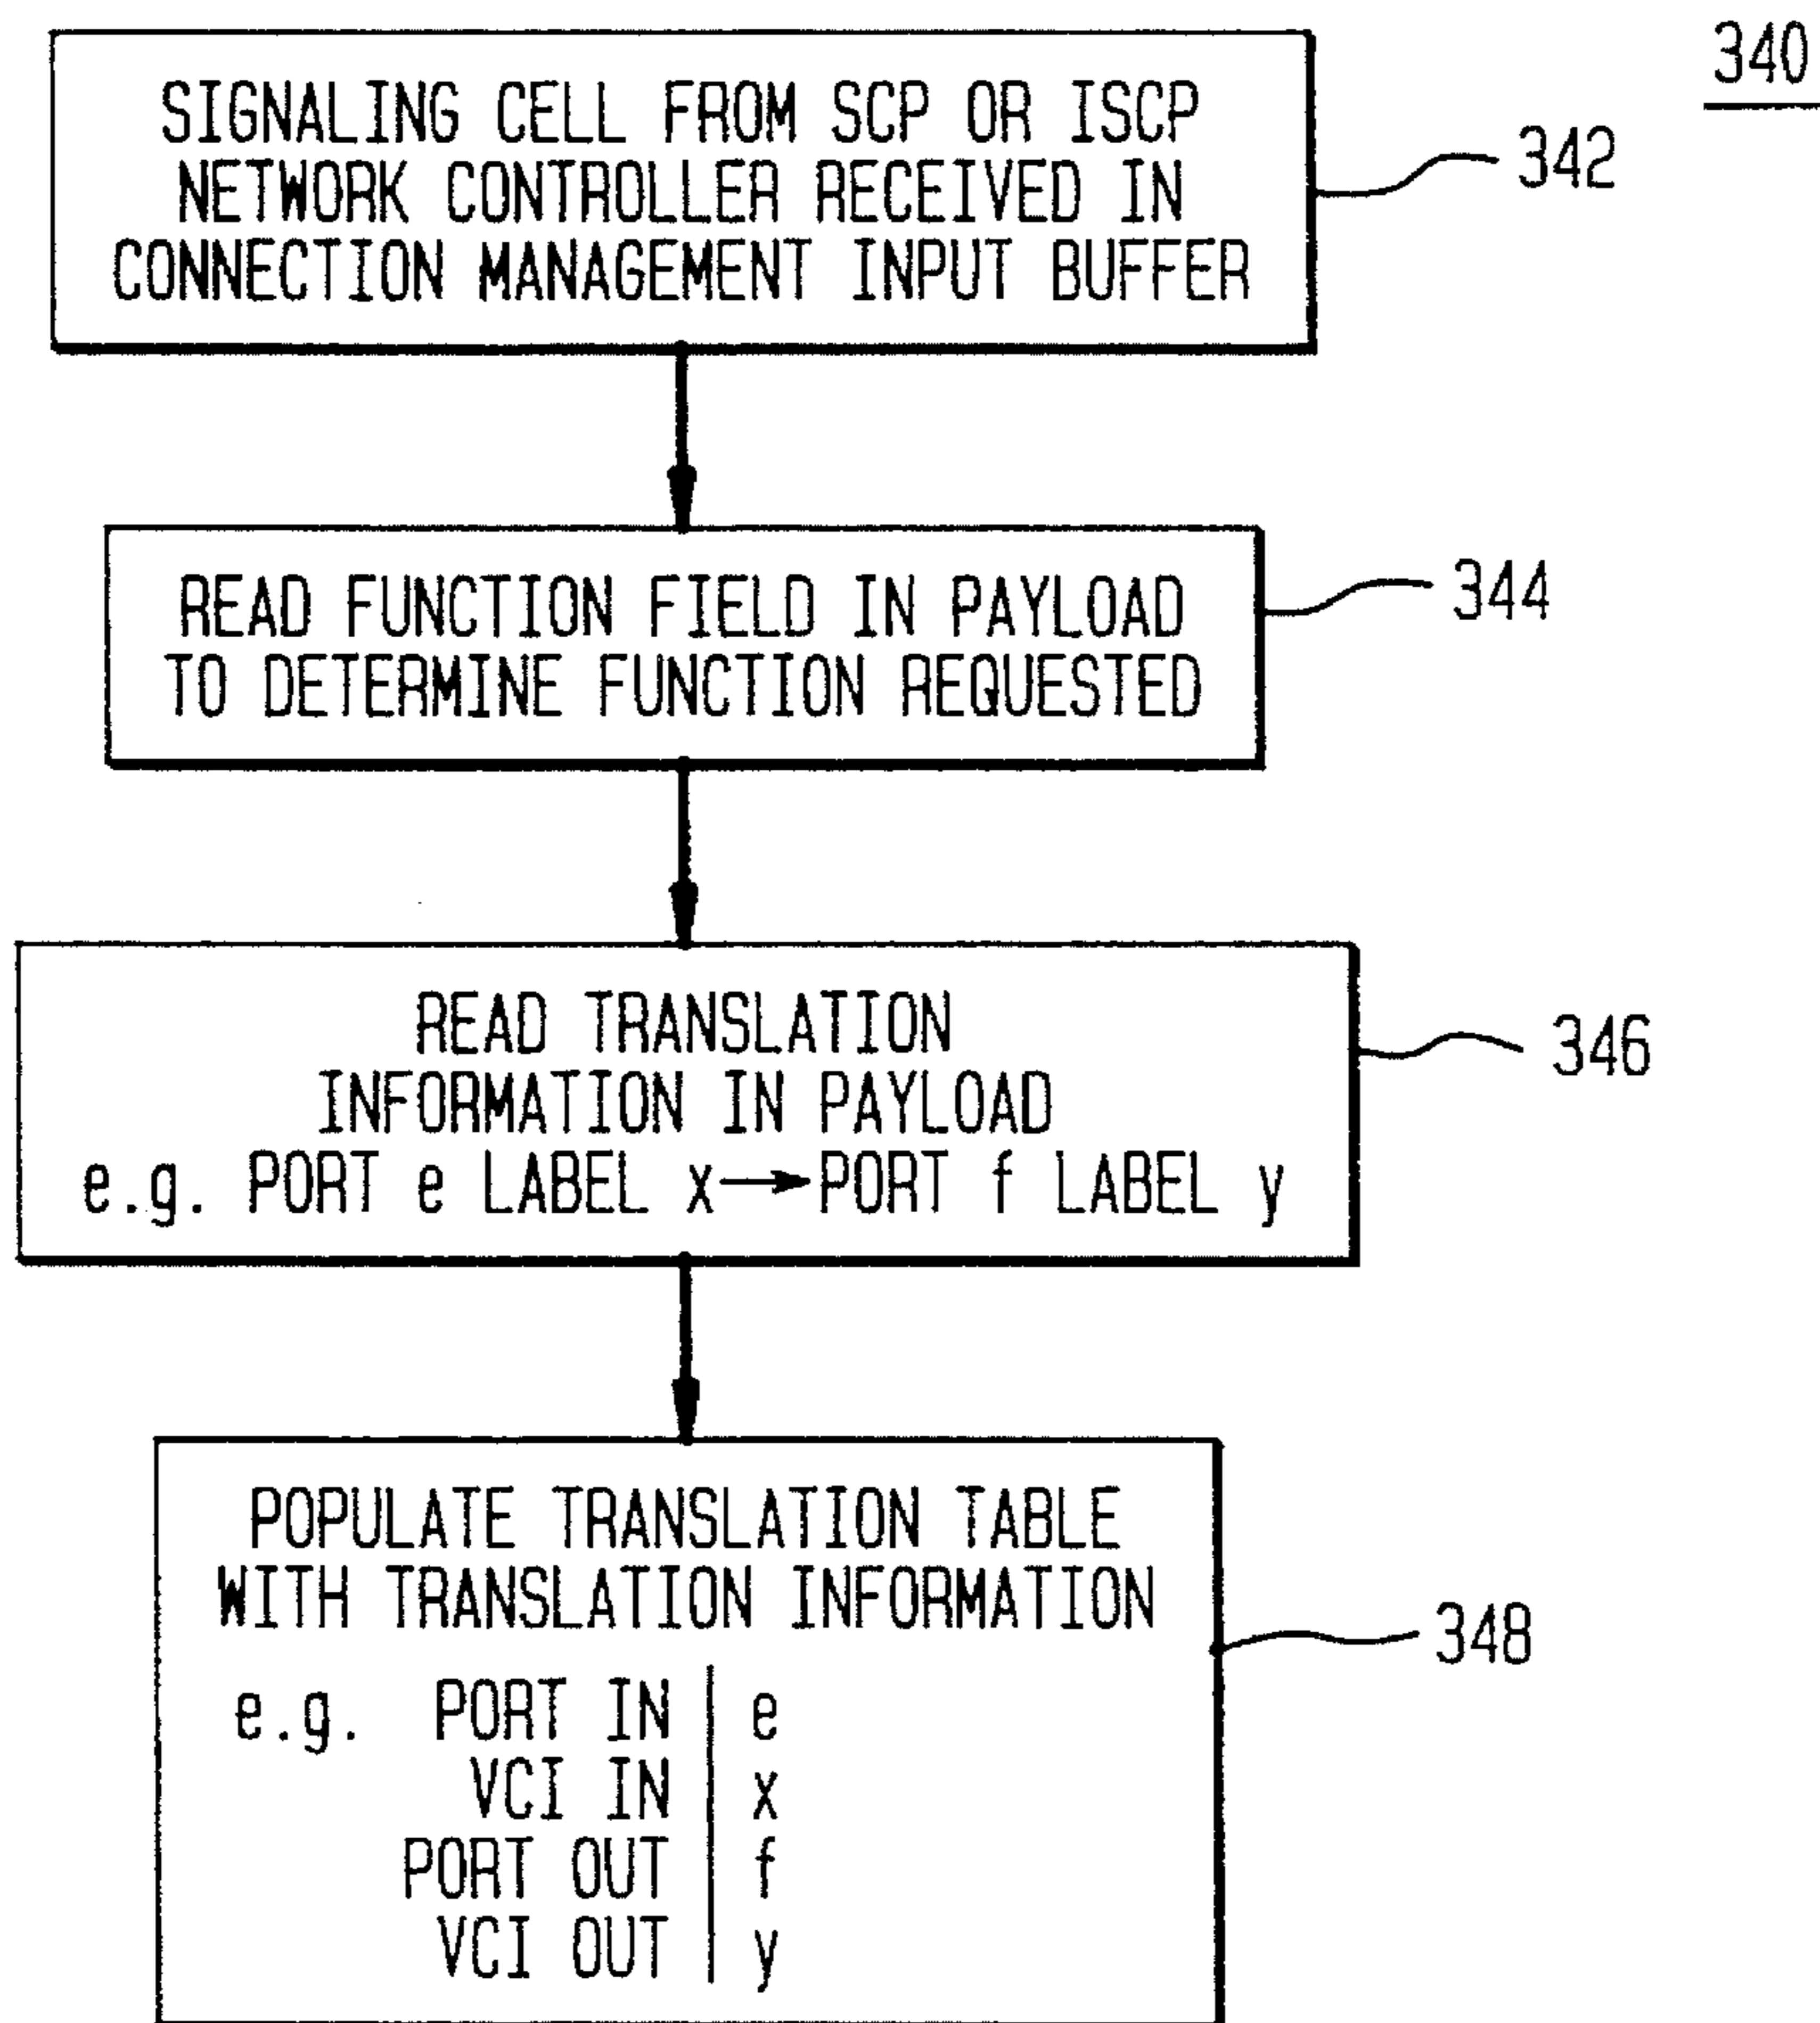 340
SIGNALING CELL FROM SCP OR ISCP
NETWORK CONTROLLER RECEIVED IN
CONNECTION MANAGEMENT INPUT BUFFER
342
READ FUNCTION FIELD IN PAYLOAD
TO DETERMINE FUNCTION REQUESTED
344
READ TRANSLATION
INFORMATION IN PAYLOAD
e.g. PORT e LABEL x→PORT f LABEL y
346
POPULATE TRANSLATION TABLE
WITH TRANSLATION INFORMATION
348
e.g. PORT IN | e
VCI IN | x
PORT OUT | f
VCI OUT | y